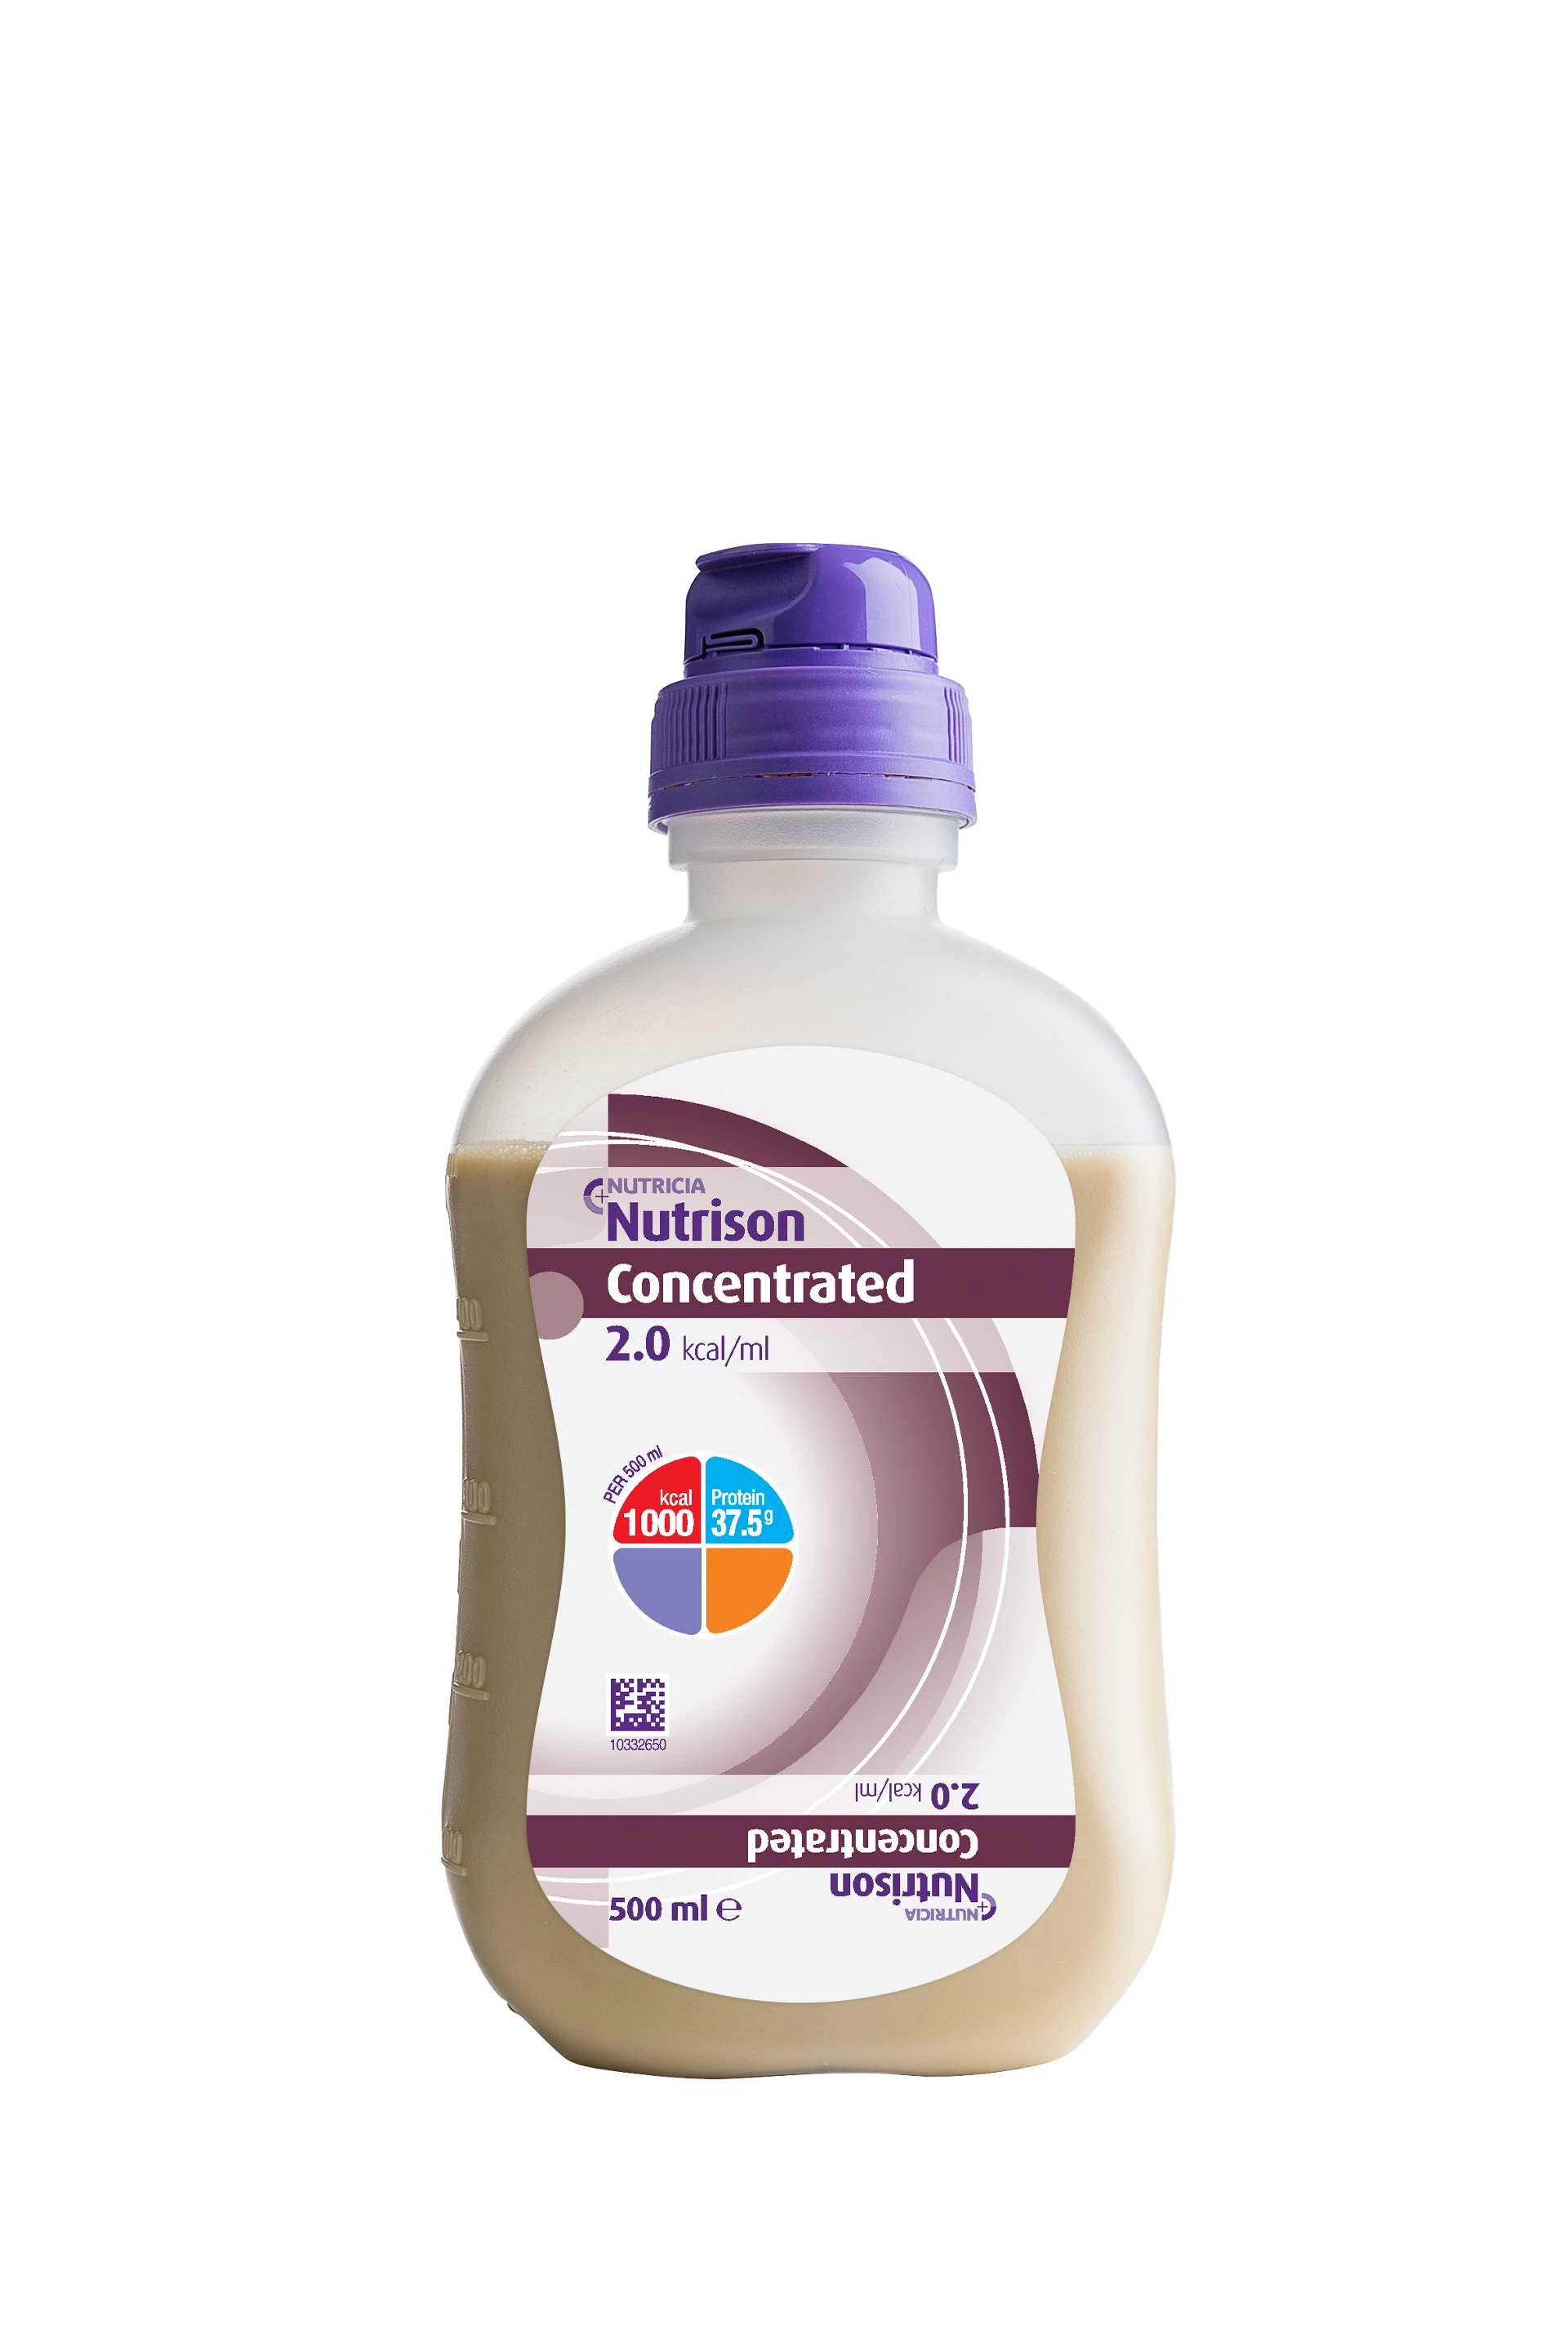 NUTRICIA
Nutrison
Concentrated
2.0 kcal/ml
PER 500 ml
kcal
1000
Protein
37.5g
10332650
2.0 kcal/ml
Concentrated
Nutrison
NUTRICIA
500 ml ℮
200